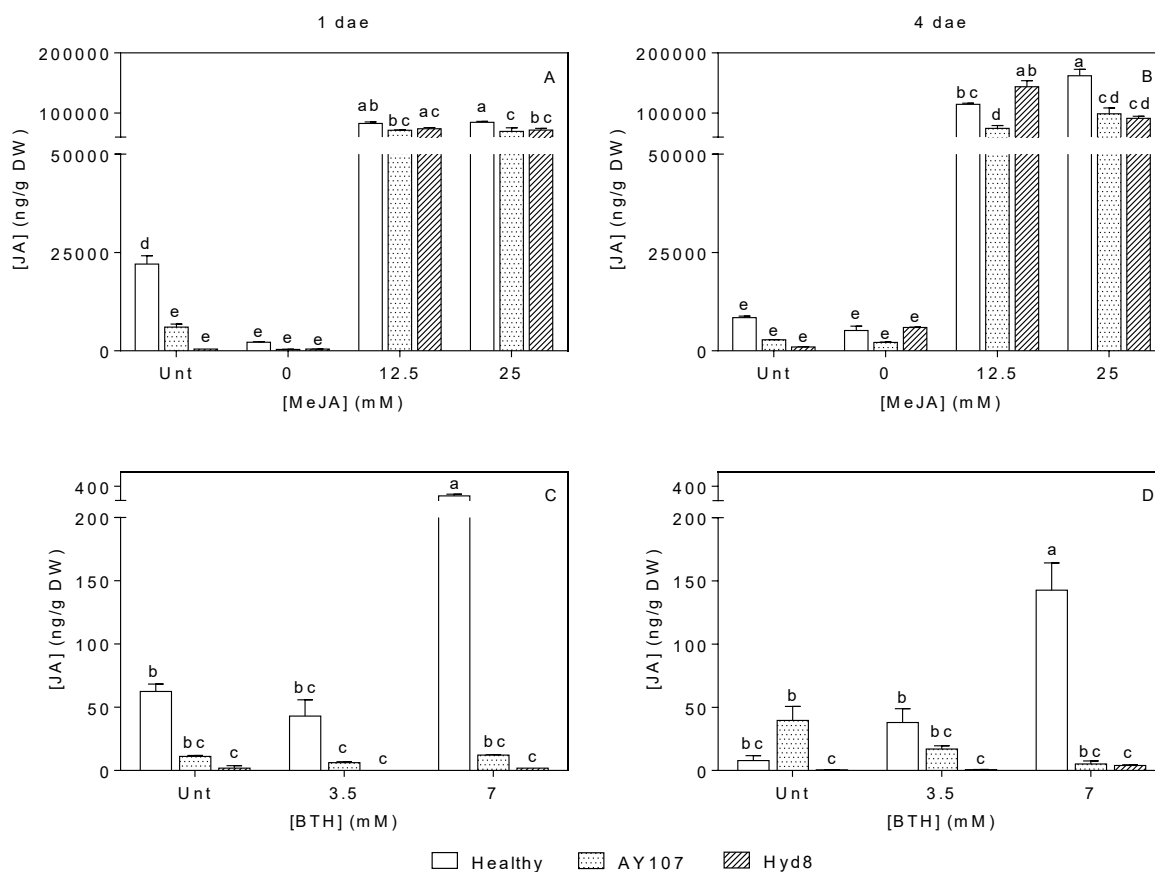 1 dae
4 dae
200000
100000
50000
25000
0
[JA] (ng/g DW)
A
d
e
e
e
e
e
ab
bc
ac
a
c
bc
Unt
0
12.5
25
[MeJA] (mM)
200000
100000
50000
25000
0
[JA] (ng/g DW)
B
e
e
e
e
e
e
bc
d
ab
a
cd
cd
Unt
0
12.5
25
[MeJA] (mM)
400
200
150
100
50
0
[JA] (ng/g DW)
C
b
bc
c
bc
c
c
a
bc
c
Unt
3.5
7
[BTH] (mM)
400
200
150
100
50
0
[JA] (ng/g DW)
D
bc
b
c
b
bc
c
a
bc
c
Unt
3.5
7
[BTH] (mM)
Healthy AY107 Hyd8